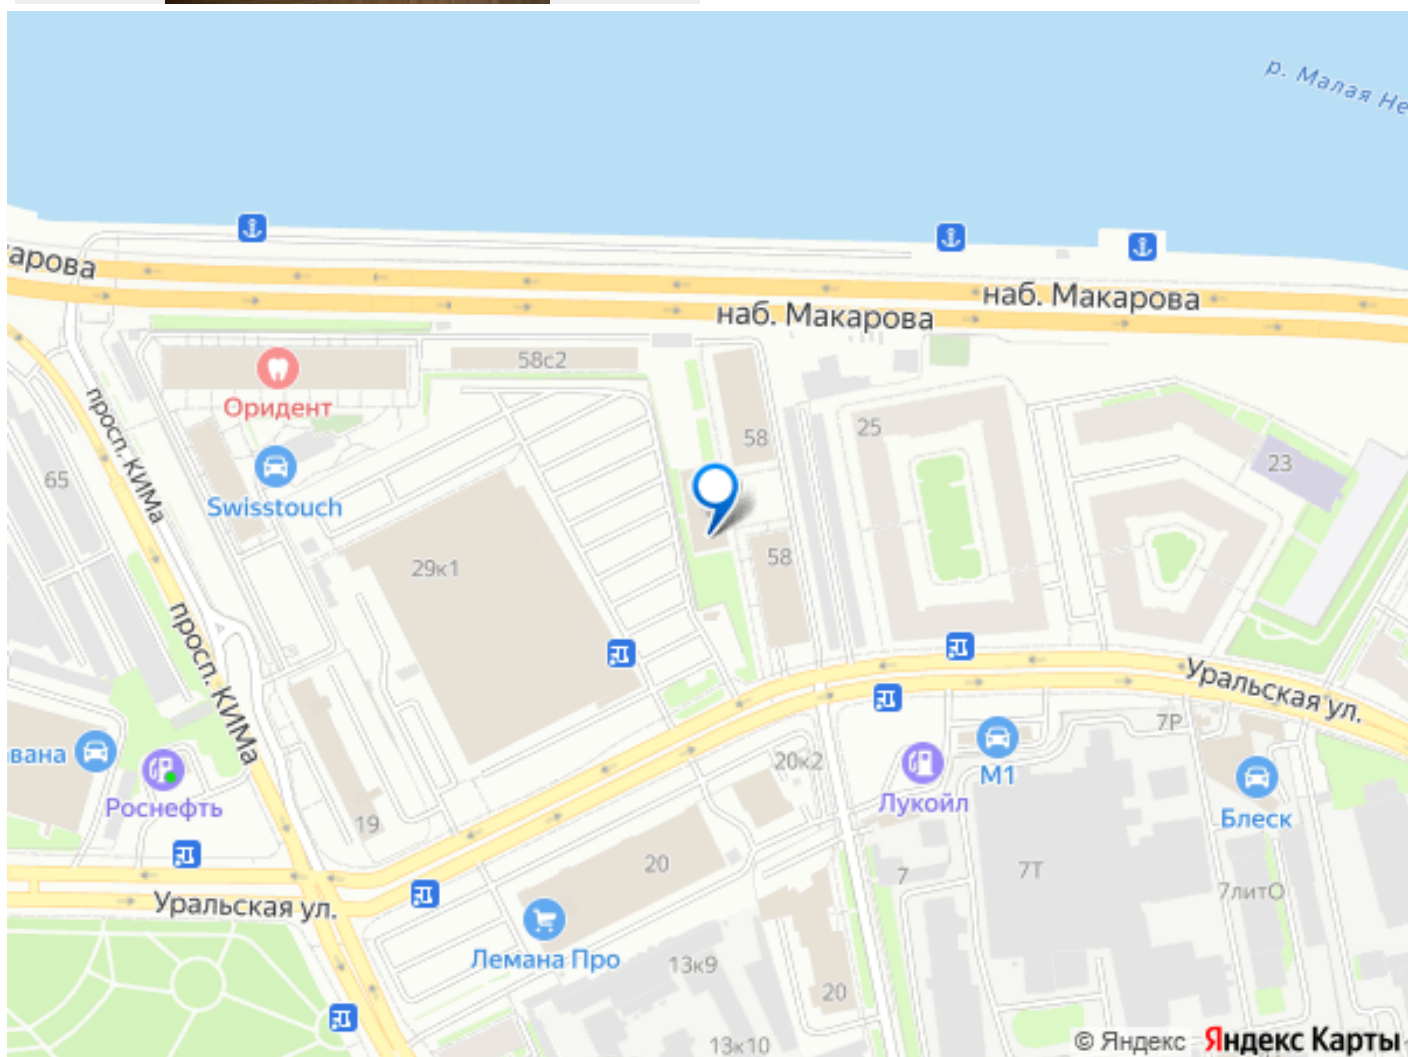 р. Малая Не
арова
наб. Макарова
наб. Макарова
58с2
Оридент
просп. КИМа
25
58
23
65
Swisstouch
58
29к1
просп. КИМа
Уральская ул.
7Р
вана
М1
20к2
Роснефть
Лукойл
19
Блеск
20
7
7Т
7литО
Уральская ул.
Лемана Про
13к9
20
13к10
© Яндекс Яндекс Карты